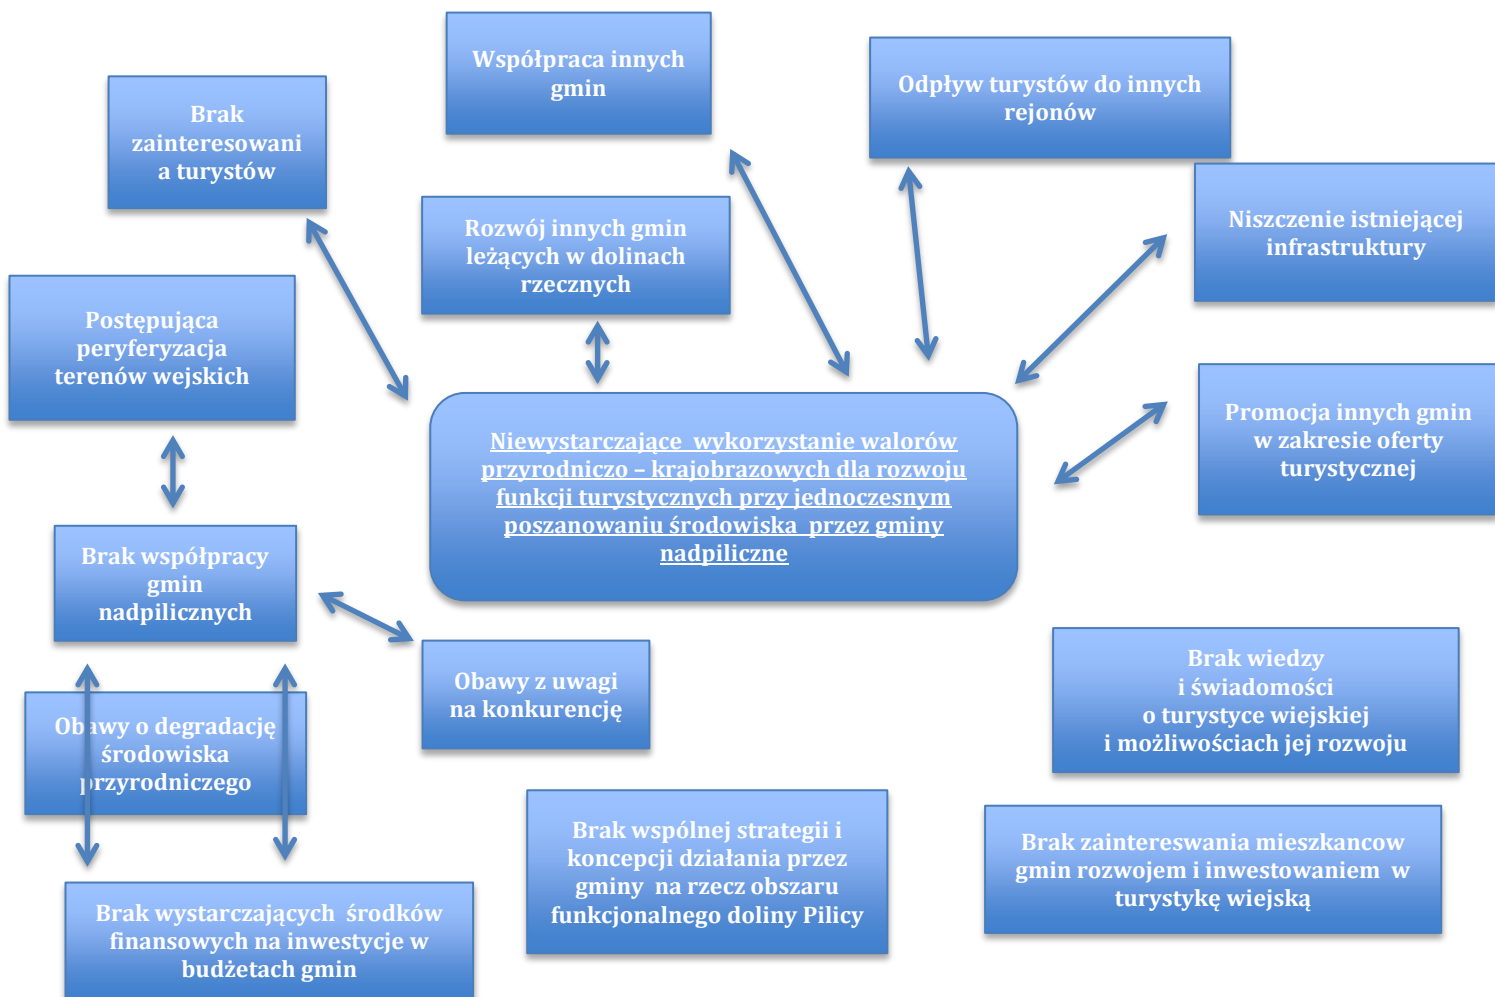 Współpraca innych
gmin
Odpływ turystów do innych
rejonów
Brak
zainteresowani
a turystów
Niszczenie istniejącej
infrastruktury
Rozwój innych gmin
leżących w dolinach
rzecznych
Postępująca
peryferyzacja
terenów wejskich
Promocja innych gmin
w zakresie oferty
turystycznej
Niewystarczające wykorzystanie walorów
przyrodniczo – krajobrazowych dla rozwoju
funkcji turystycznych przy jednoczesnym
poszanowaniu środowiska przez gminy
nadpiliczne
Brak współpracy
gmin
nadpilicznych
Obawy z uwagi
na konkurencję
Brak wiedzy
i świadomości
o turystyce wiejskiej
i możliwościach jej rozwoju
Obawy o degradację
środowiska
przyrodniczego
Brak wspólnej strategii i
koncepcji działania przez
gminy na rzecz obszaru
funkcjonalnego doliny Pilicy
Brak zaintereswania mieszkancow
gmin rozwojem i inwestowaniem w
turystykę wiejską
Brak wystarczających środków
finansowych na inwestycje w
budżetach gmin